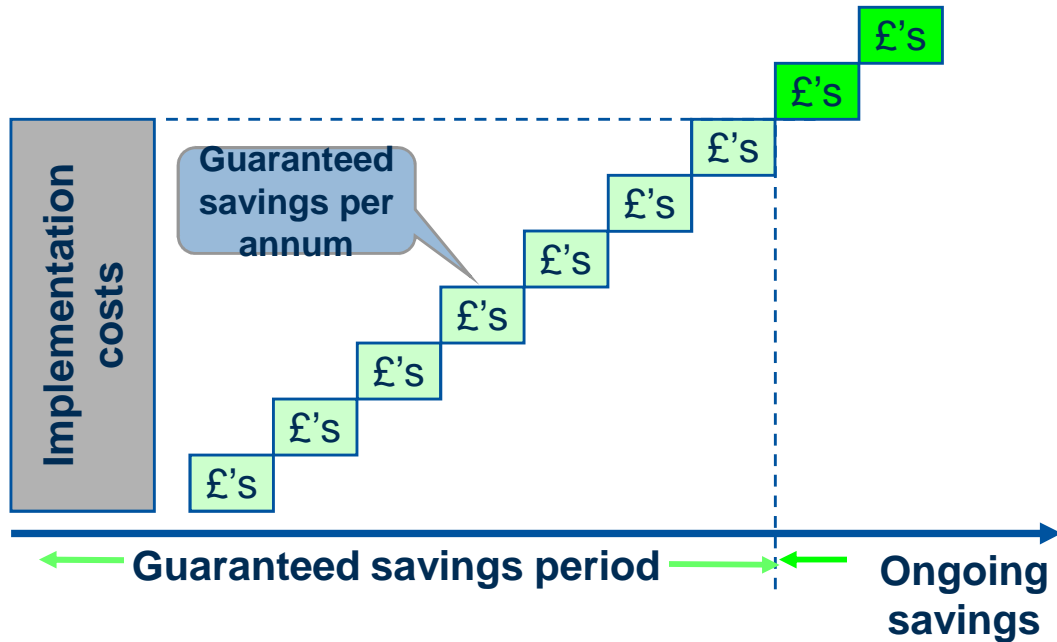 £’s
£’s
£’s
Guaranteed
savings per
annum
£’s
£’s
£’s
£’s
£’s
£’s
Implementation
costs
Guaranteed savings period
Ongoing
savings